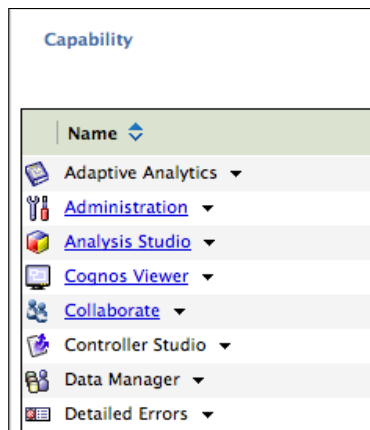 Capability
Name
Adaptive Analytics
Administration
Analysis Studio
Cognos Viewer
Collaborate
Controller Studio
Data Manager
Detailed Errors